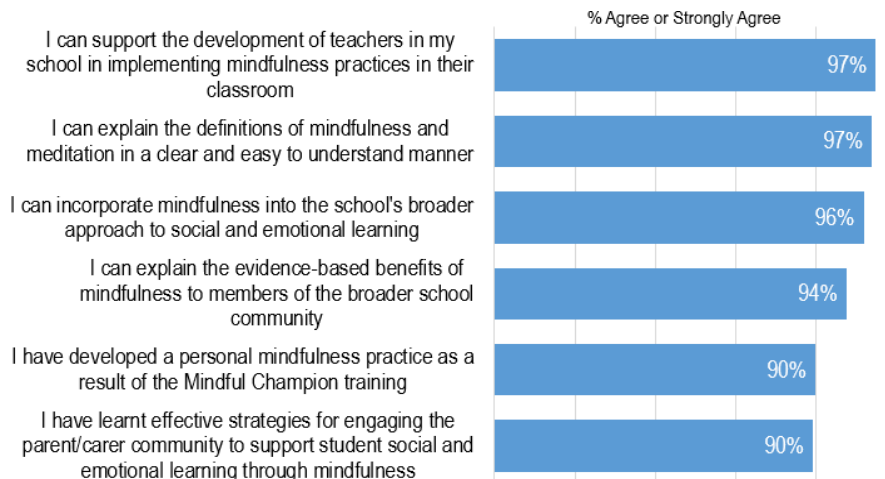 % Agree or Strongly Agree
I can support the development of teachers in my
school in implementing mindfulness practices in their
classroom
97%
I can explain the definitions of mindfulness and
meditation in a clear and easy to understand manner
97%
I can incorporate mindfulness into the school's broader
approach to social and emotional learning
96%
I can explain the evidence-based benefits of
mindfulness to members of the broader school
community
94%
I have developed a personal mindfulness practice as a
result of the Mindful Champion training
90%
I have learnt effective strategies for engaging the
parent/carer community to support student social and
emotional learning through mindfulness
90%